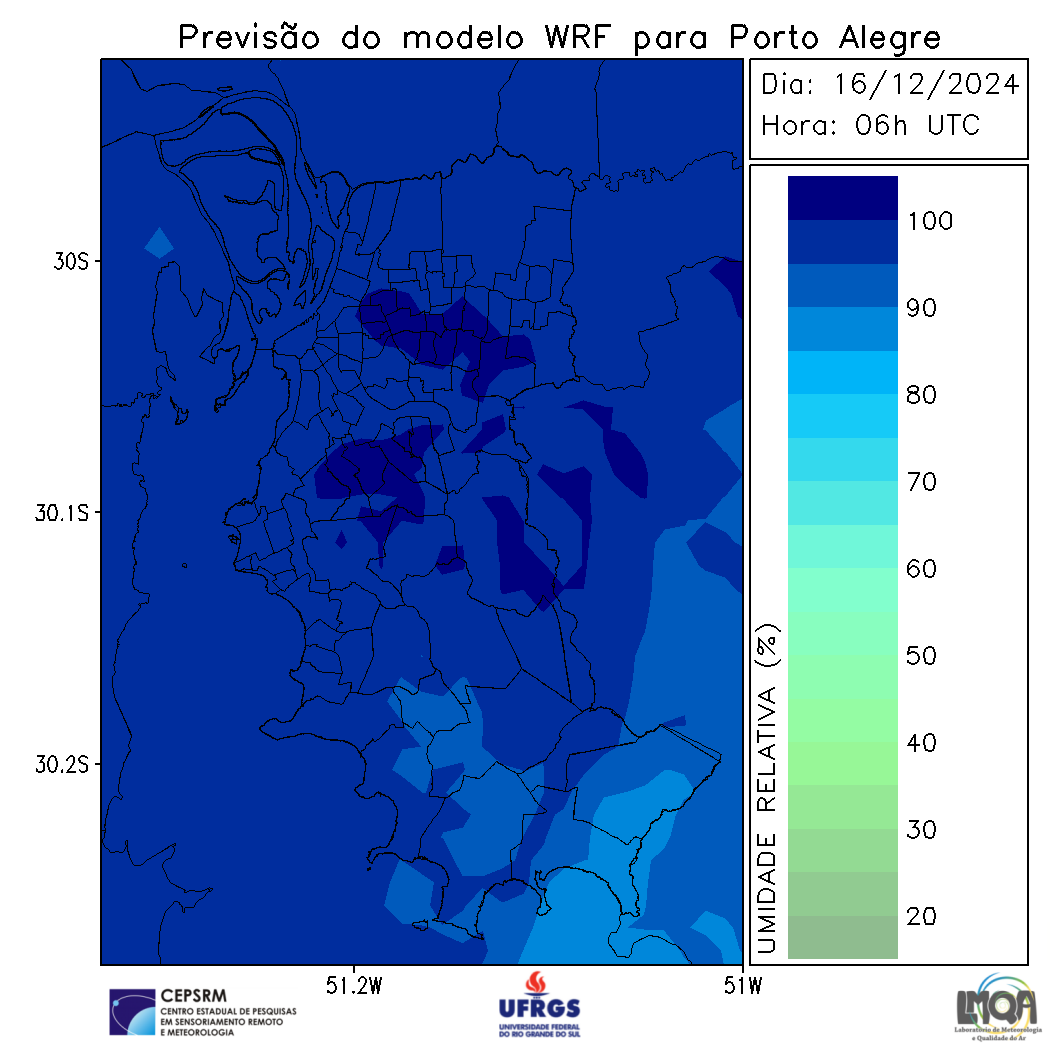 Previsão do modelo WRF para Porto Alegre
Dia: 16/12/2024
Hora: 06h UTC
100
90
80
70
60
50
40
30
20
UMIDADE RELATIVA (%)
30S
30.1S
30.2S
51.2W
51W
CEPSRM
CENTRO ESTADUAL DE PESQUISAS
EM SENSORIAMENTO REMOTO
E METEOROLOGIA
UFRGS
UNIVERSIDADE FEDERAL
DO RIO GRANDE DO SUL
LMQA
Laboratório de Meteorologia
e Qualidade do Ar